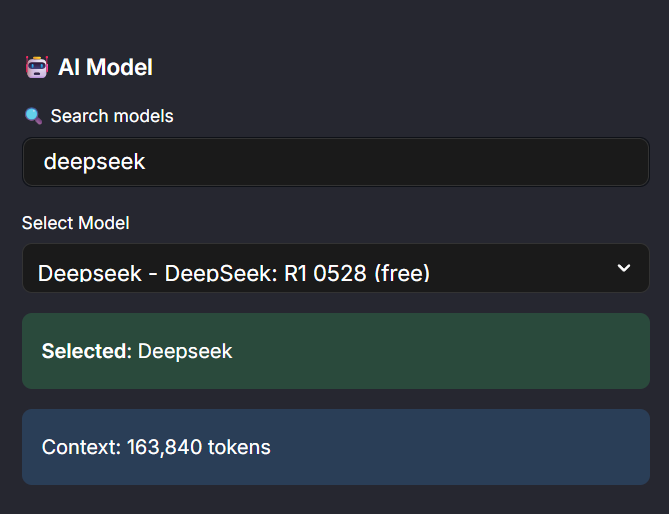 AI Model
Search models
deepseek
Select Model
Deepseek - DeepSeek: R1 0528 (free)
Selected: Deepseek
Context: 163,840 tokens